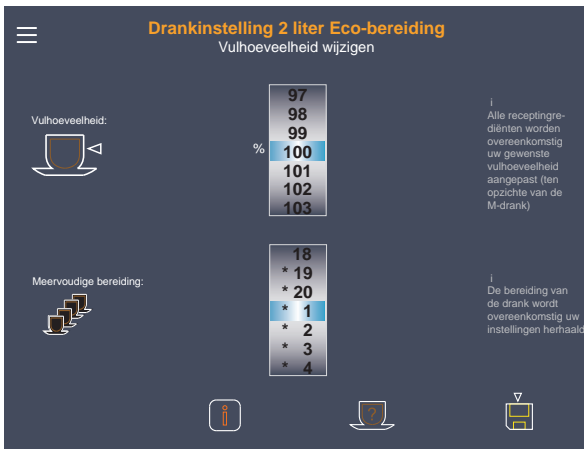 Drankinstelling 2 liter Eco-bereiding
Vulhoeveelheid wijzigen
Vulhoeveelheid:
%
97
98
99
100
101
102
103
i
Alle receptingre-
diënten worden
overeenkomstig
uw gewenste
vulhoeveelheid
aangepast (ten
opzichte van de
M-drank)
Meervoudige bereiding:
18
* 19
* 20
* 1
* 2
* 3
* 4
i
De bereiding van
de drank wordt
overeenkomstig uw
instellingen herhaald
i
?